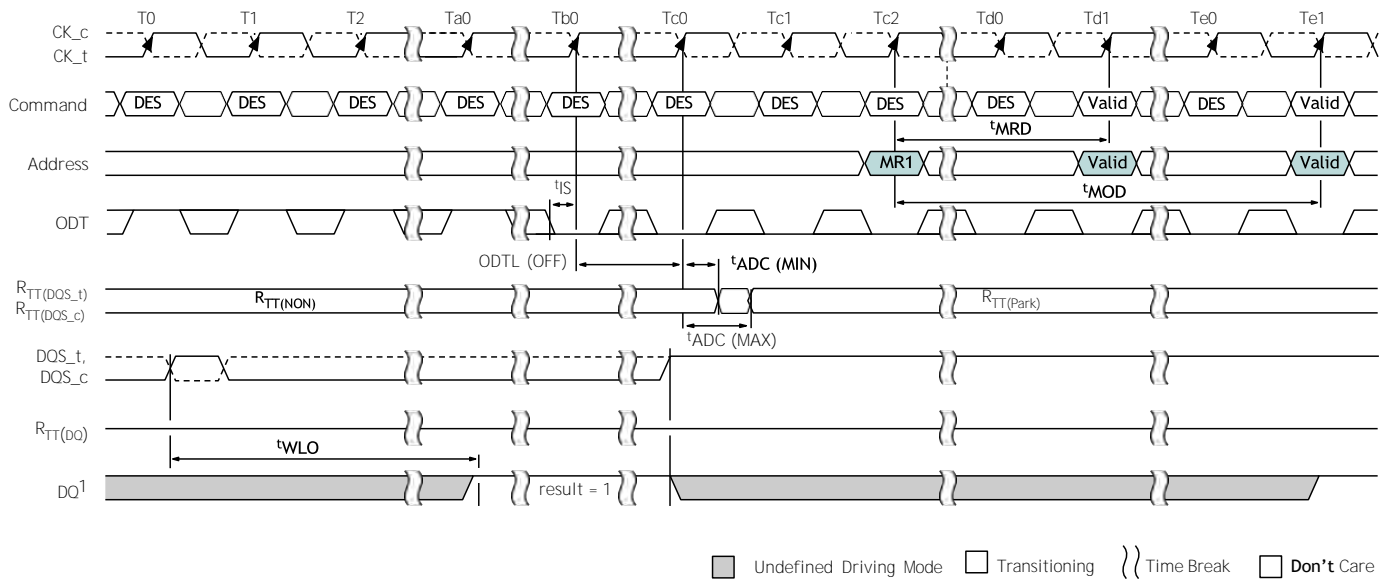 T0 T1 T2 Ta0 Tb0 Tc0 Tc1 Tc2 Td0 Td1 Te0 Te1
CK_c
CK_t
Command DES DES DES DES DES DES DES DES DES Valid DES Valid
tMRD
Address MR1 Valid Valid
tIS
tMOD
ODT
ODTL (OFF) tADC (MIN)
RTT(DQS_t)
RTT(NON) RTT(Park)
RTT(DQS_c)
tADC (MAX)
DQS_t,
DQS_c
RTT(DQ)
tWLO
DQ1 result = 1
Undefined Driving Mode Transitioning Time Break Don't Care